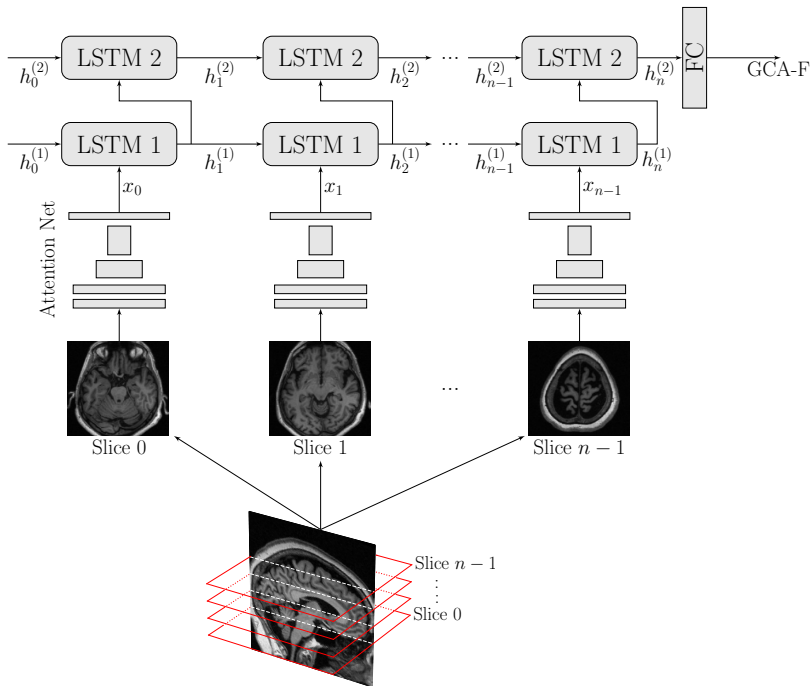 LSTM 2 LSTM 2 ... LSTM 2 FC
h_0^{(2)} h_1^{(2)} h_2^{(2)} h_{n-1}^{(2)} h_n^{(2)} GCA-F
LSTM 1 LSTM 1 ... LSTM 1
h_0^{(1)} h_1^{(1)} h_2^{(1)} h_{n-1}^{(1)} h_n^{(1)}
x_0 x_1 x_{n-1}
Attention Net
...
Slice 0 Slice 1 Slice n − 1
Slice n − 1
⋮
⋮
Slice 0